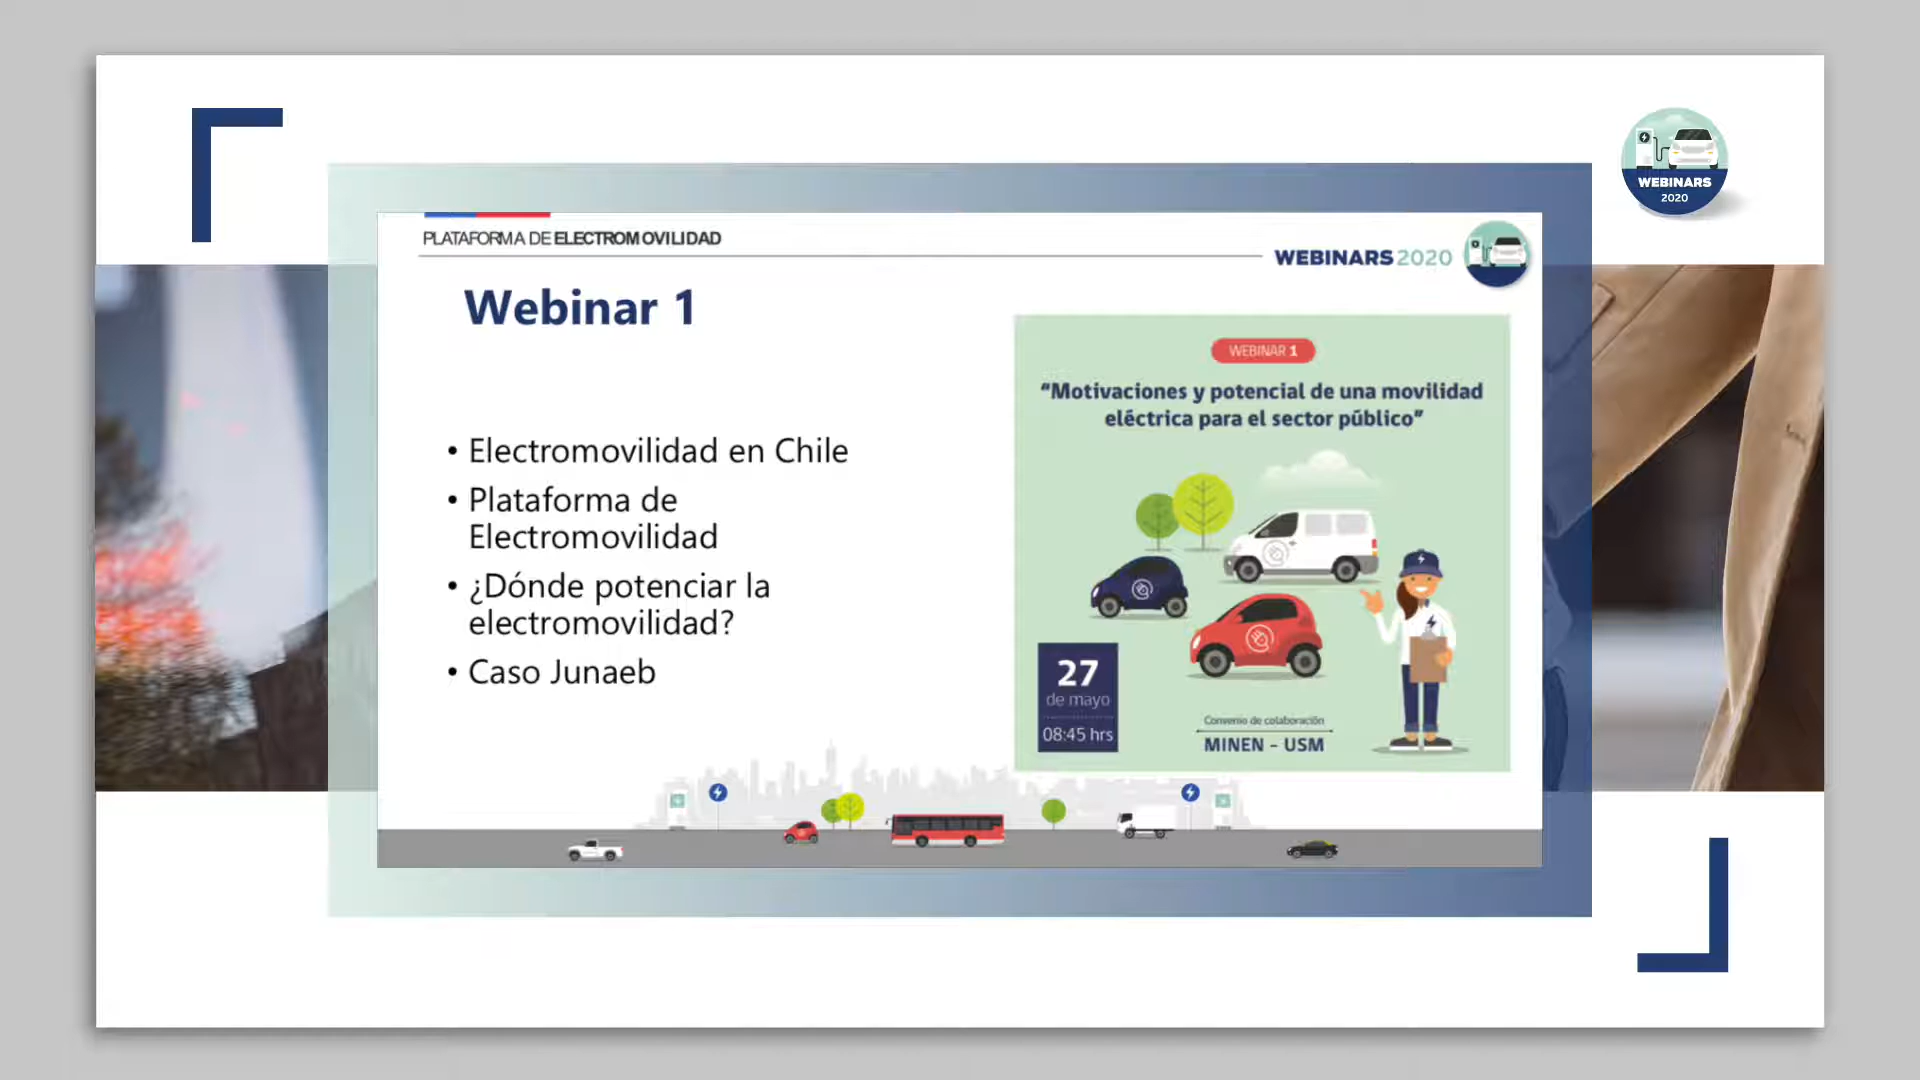 WEBINARS
2020
PLATAFORMA DE ELECTROMOVILIDAD
WEBINARS 2020
Webinar 1
• Electromovilidad en Chile
• Plataforma de
Electromovilidad
• ¿Dónde potenciar la
electromovilidad?
• Caso Junaeb
WEBINAR 1
“Motivaciones y potencial de una movilidad
eléctrica para el sector público”
27
de mayo
08:45 hrs
Convenio de colaboración
MINEN - USM